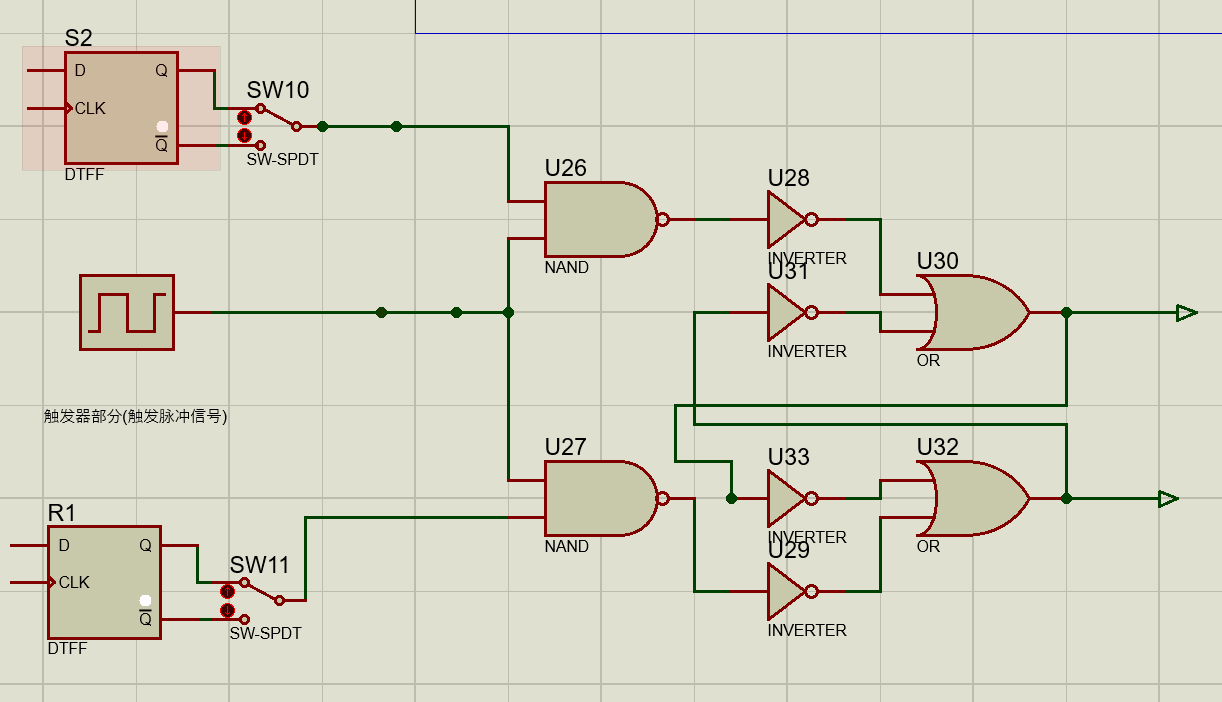 S2
D Q
CLK
Q
DTFF
SW10
SW-SPDT
U26
NAND
U28
INVERTER
U31
INVERTER
U30
OR
触发器部分(触发脉冲信号)
U27
NAND
U33
INVERTER
U29
INVERTER
U32
OR
R1
D Q
CLK
Q
DTFF
SW11
SW-SPDT